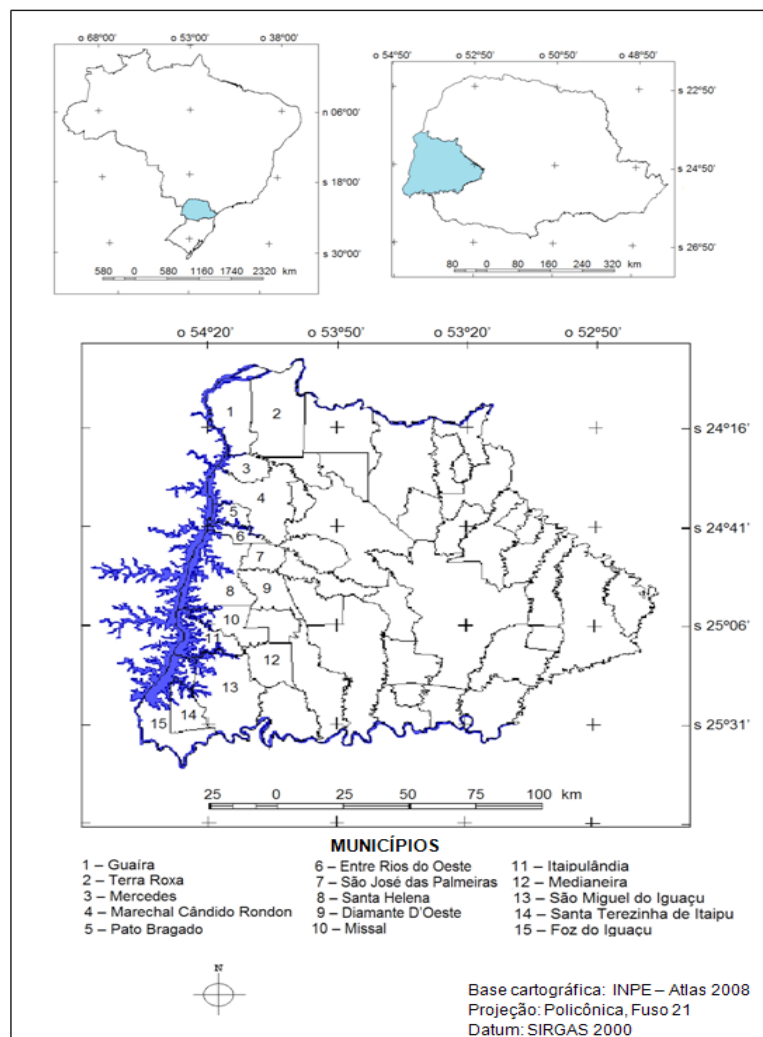 o 68°00' o 53°00' o 38°00'
n 06°00'
s 18°00'
s 30°00'
580 0 580 1160 1740 2320 km
o 54°50' o 52°50' o 50°50' o 48°50'
s 22°50'
s 24°50'
s 26°50'
80 0 80 160 240 320 km
o 54°20' o 53°50' o 53°20' o 52°50'
s 24°16'
s 24°41'
s 25°06'
s 25°31'
1
2
3
4
5
6
7
8
9
10
11
12
13
14
15
25 0 25 50 75 100 km
MUNICÍPIOS
1 – Guaíra
2 – Terra Roxa
3 – Mercedes
4 – Marechal Cândido Rondon
5 – Pato Bragado
6 – Entre Rios do Oeste
7 – São José das Palmeiras
8 – Santa Helena
9 – Diamante D'Oeste
10 – Missal
11 – Itaipulândia
12 – Medianeira
13 – São Miguel do Iguaçu
14 – Santa Terezinha de Itaipu
15 – Foz do Iguaçu
N
Base cartográfica: INPE – Atlas 2008
Projeção: Policônica, Fuso 21
Datum: SIRGAS 2000